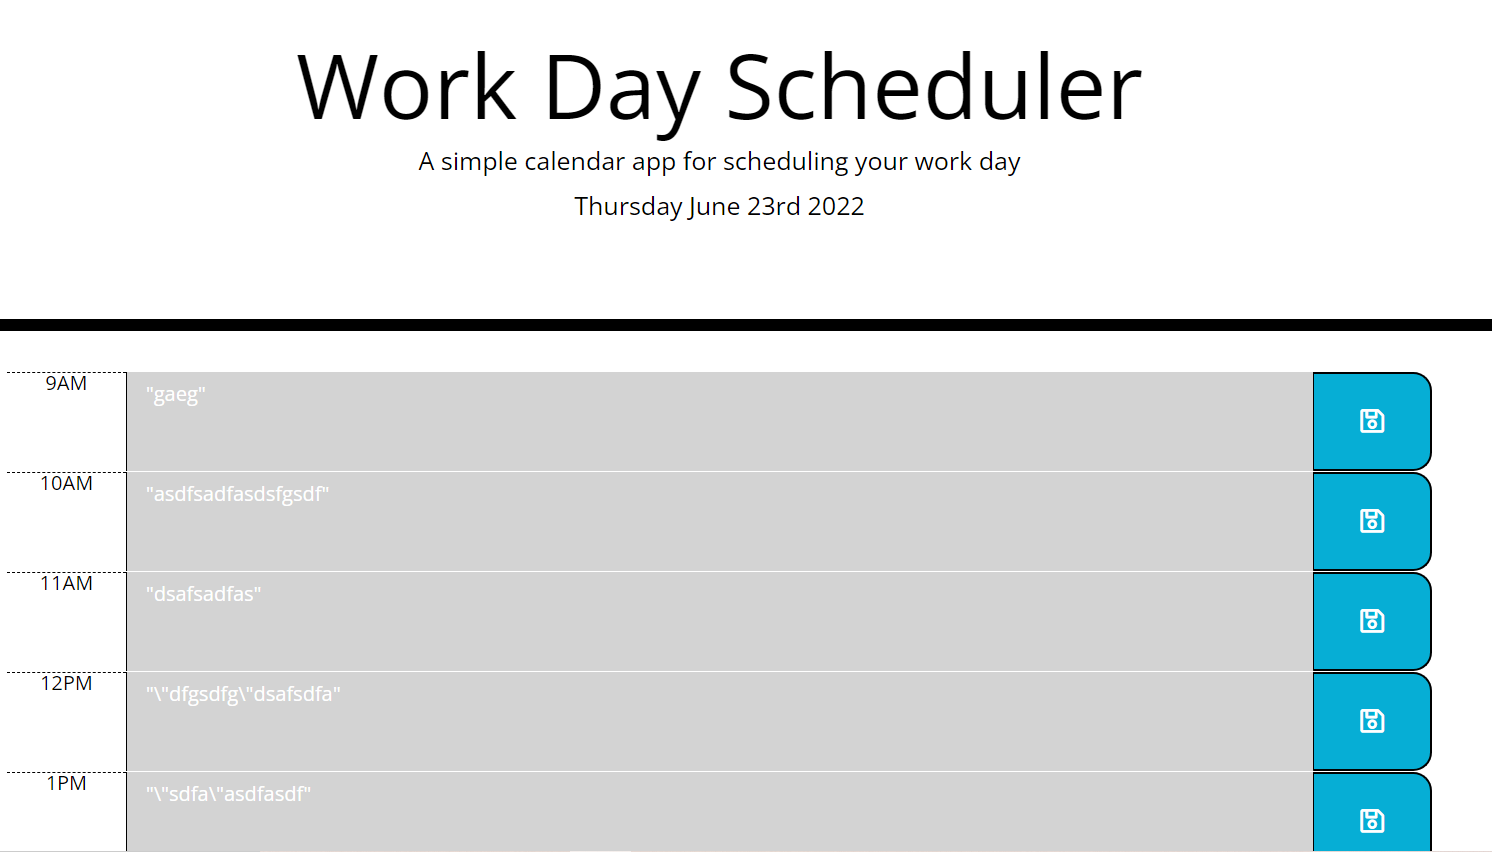 Work Day Scheduler
A simple calendar app for scheduling your work day
Thursday June 23rd 2022
9AM
"gaeg"
10AM
"asdfsadfasdsfgsdf"
11AM
"dsafsadfas"
12PM
"\"dfgsdfg\"dsafsdfa"
1PM
"\"sdfa\"asdfasdf"